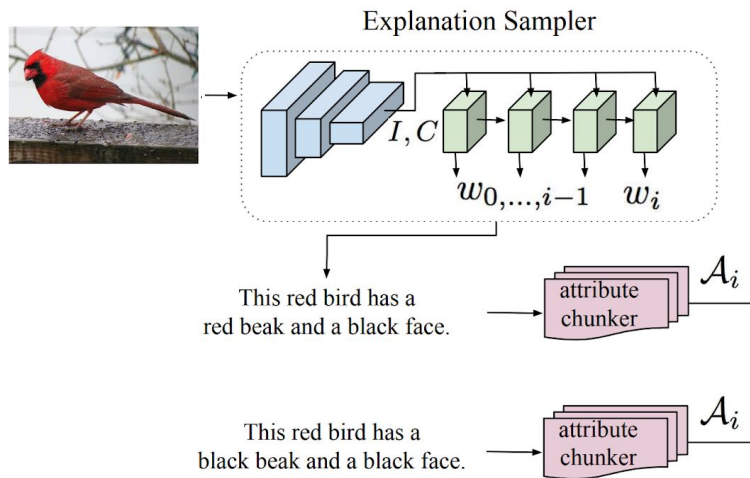 Explanation Sampler
I, C
w₀,...,ᵢ₋₁
wᵢ
This red bird has a
red beak and a black face.
attribute
chunker
𝒜ᵢ
This red bird has a
black beak and a black face.
attribute
chunker
𝒜ᵢ